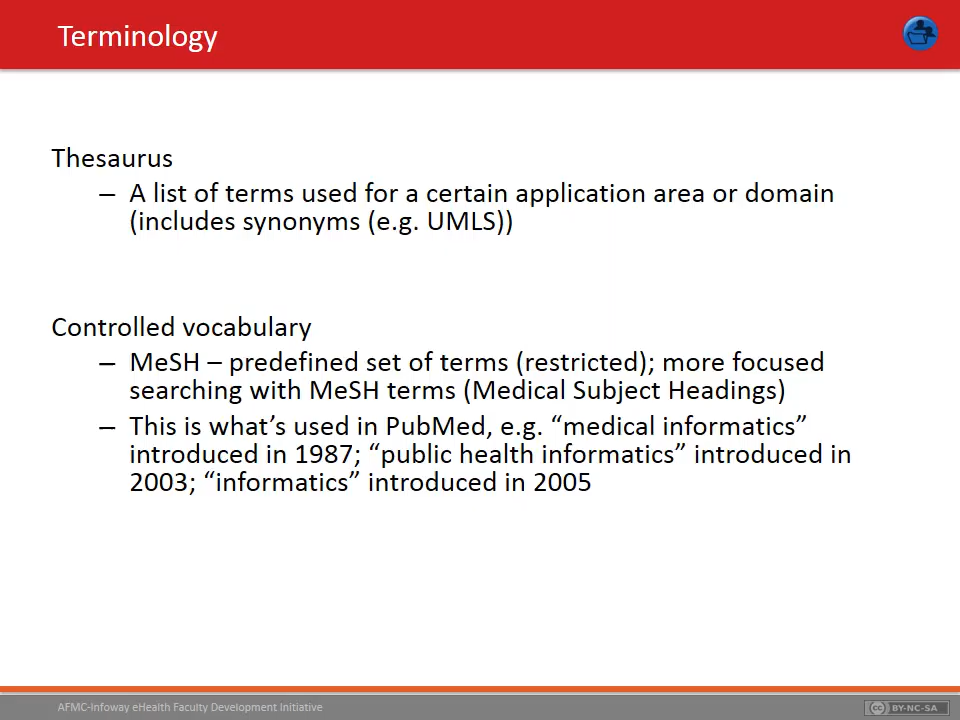 Terminology
Thesaurus
– A list of terms used for a certain application area or domain
(includes synonyms (e.g. UMLS))
Controlled vocabulary
– MeSH – predefined set of terms (restricted); more focused
searching with MeSH terms (Medical Subject Headings)
– This is what’s used in PubMed, e.g. “medical informatics”
introduced in 1987; “public health informatics” introduced in
2003; “informatics” introduced in 2005
AFMC-Infoway eHealth Faculty Development Initiative
cc BY-NC-SA